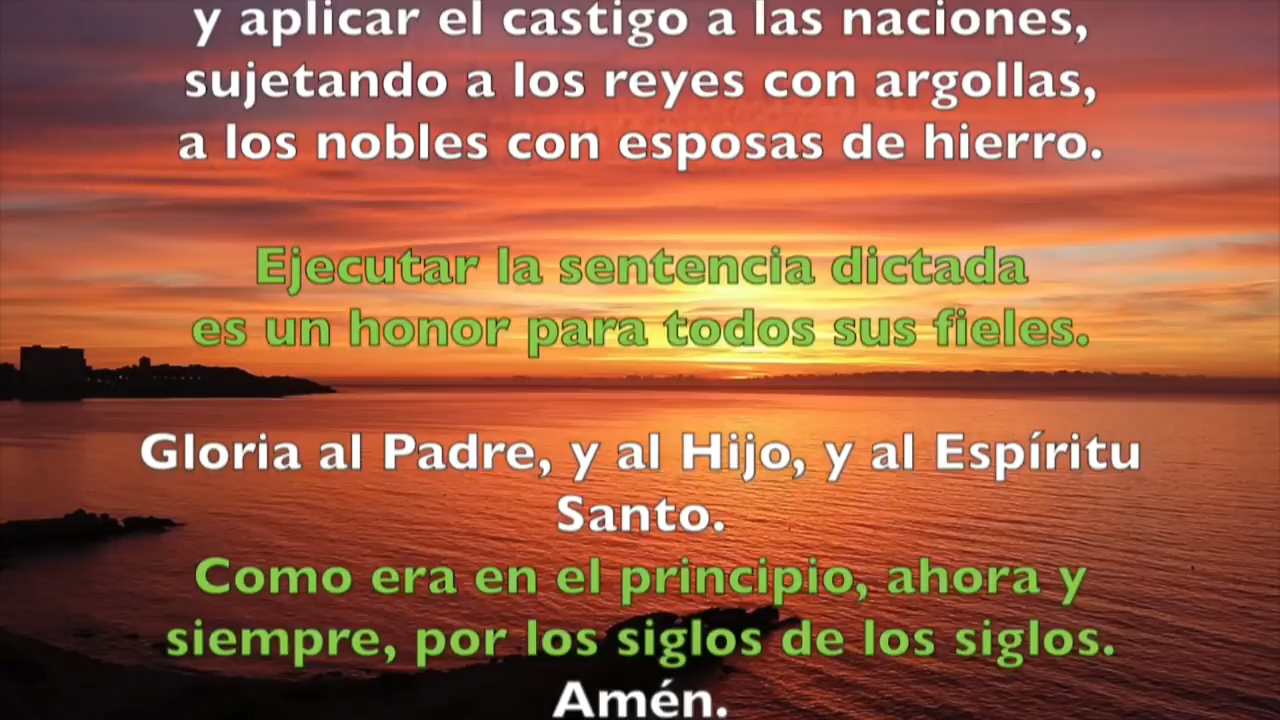 y aplicar el castigo a las naciones,
sujetando a los reyes con argollas,
a los nobles con esposas de hierro.
Ejecutar la sentencia dictada
es un honor para todos sus fieles.
Gloria al Padre, y al Hijo, y al Espíritu
Santo.
Como era en el principio, ahora y
siempre, por los siglos de los siglos.
Amén.